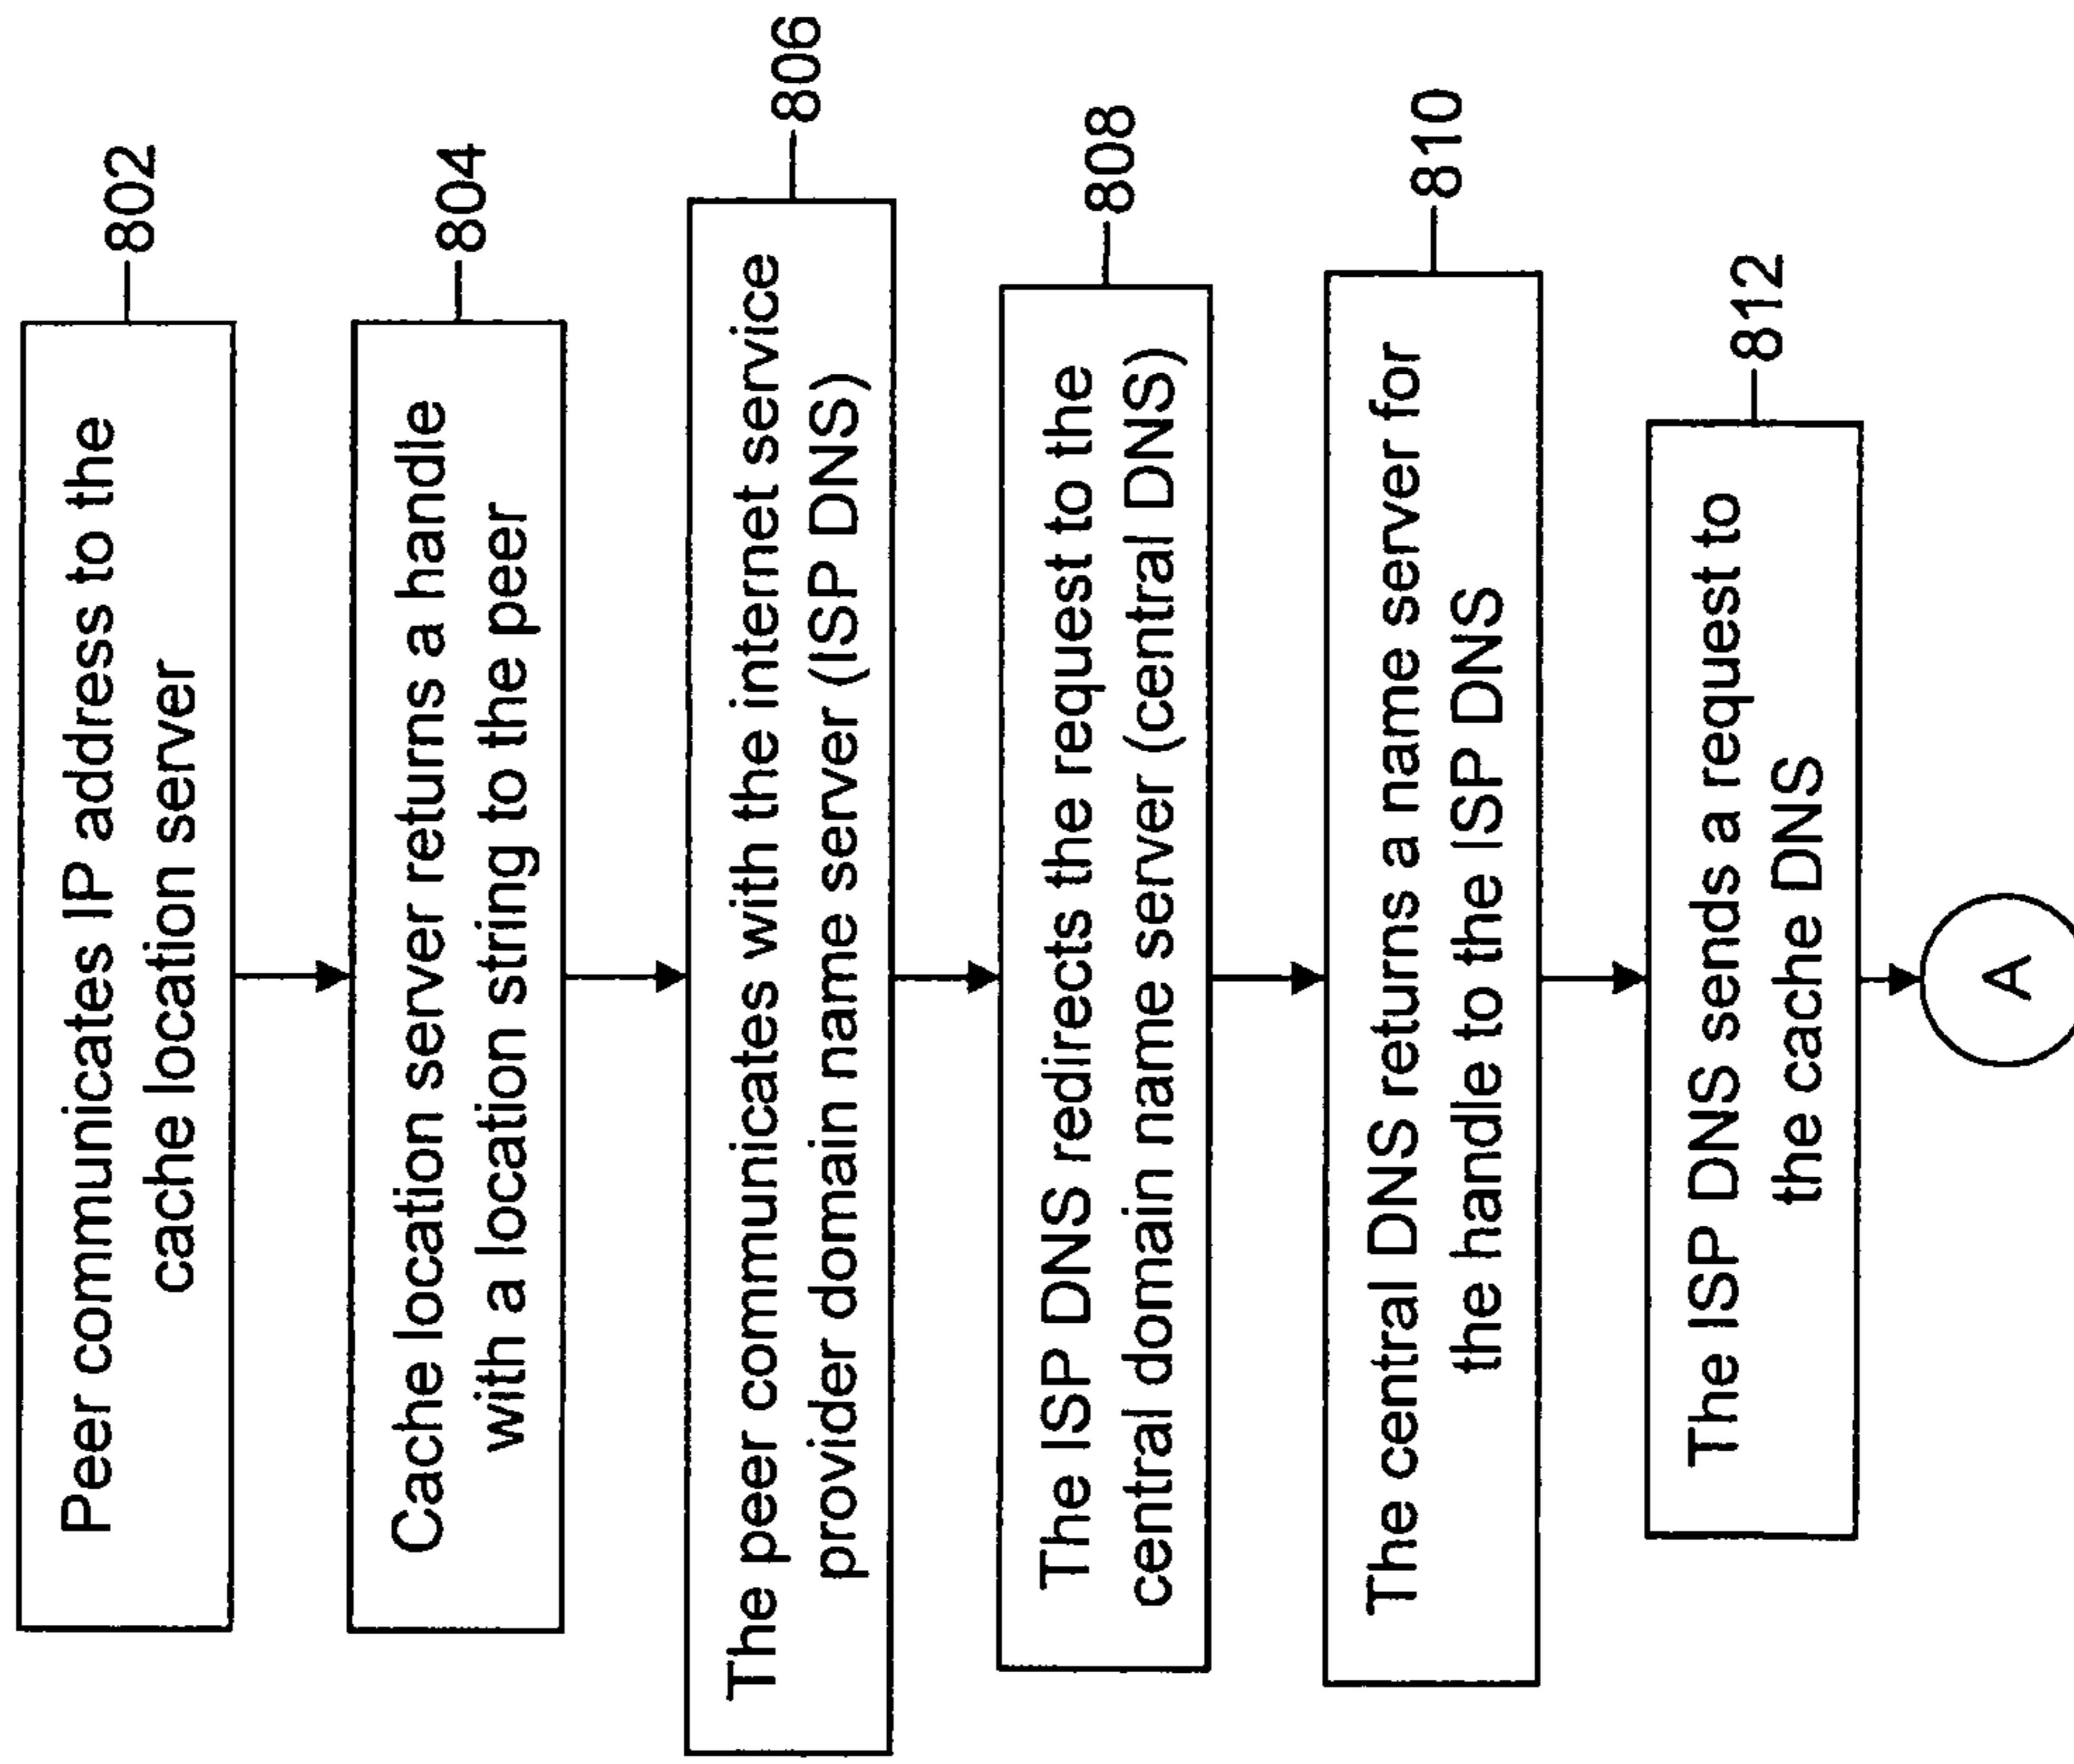 Peer communicates IP address to the
cache location server
802
Cache location server returns a handle
with a location string to the peer
804
The peer communicates with the internet service
provider domain name server (ISP DNS)
806
The ISP DNS redirects the request to the
central domain name server (central DNS)
808
The central DNS returns a name server for
the handle to the ISP DNS
810
The ISP DNS sends a request to
the cache DNS
812
A